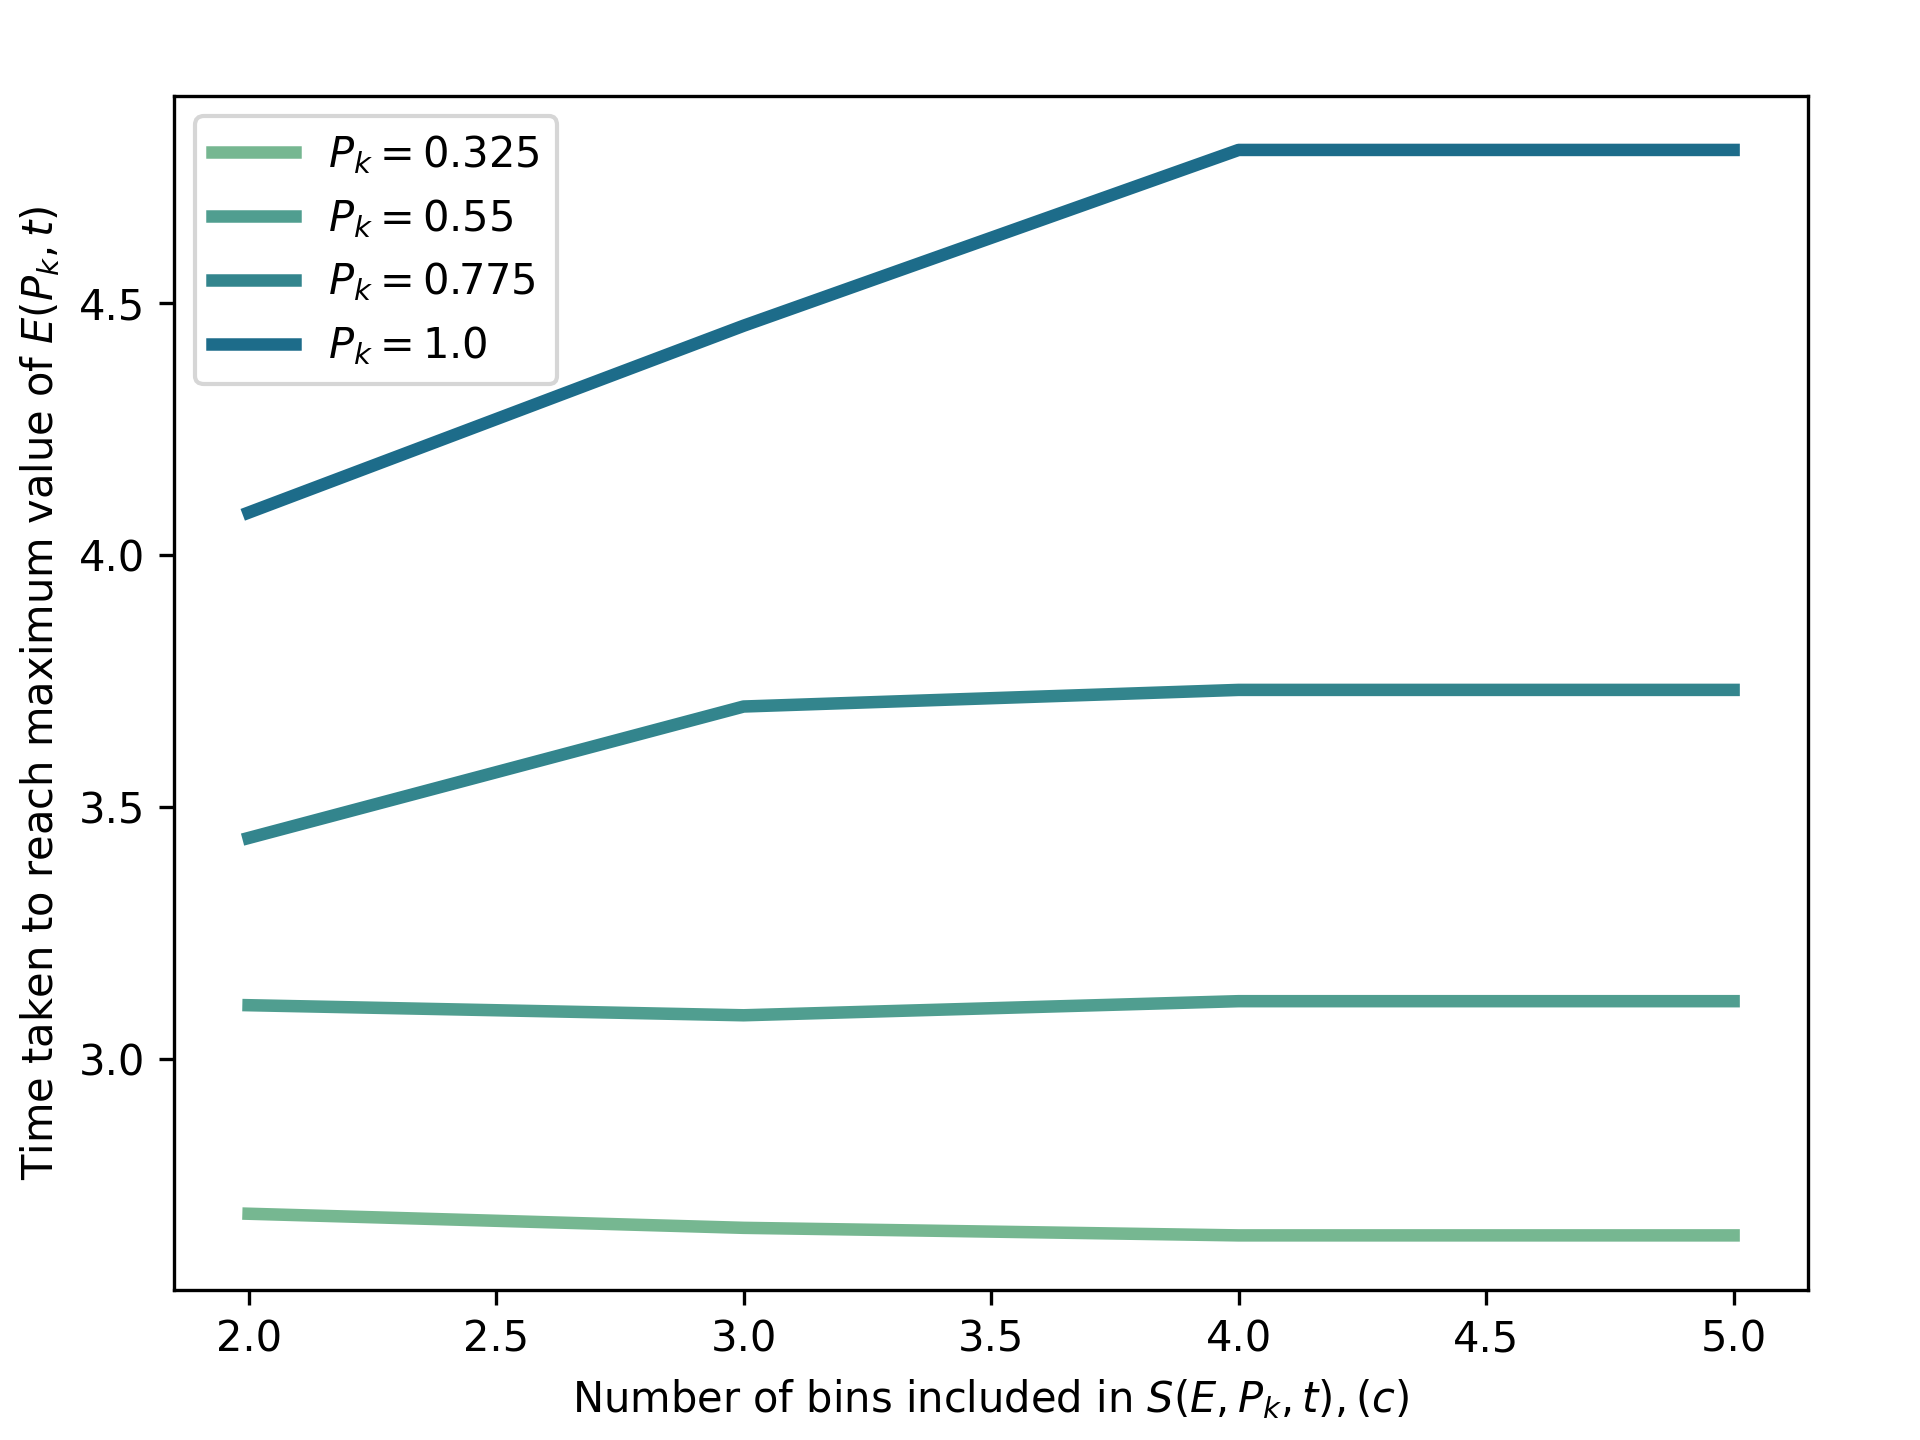 P_k = 0.325
P_k = 0.55
P_k = 0.775
P_k = 1.0
Time taken to reach maximum value of E(P_k, t)
4.5
4.0
3.5
3.0
2.0 2.5 3.0 3.5 4.0 4.5 5.0
Number of bins included in S(E, P_k, t), (c)